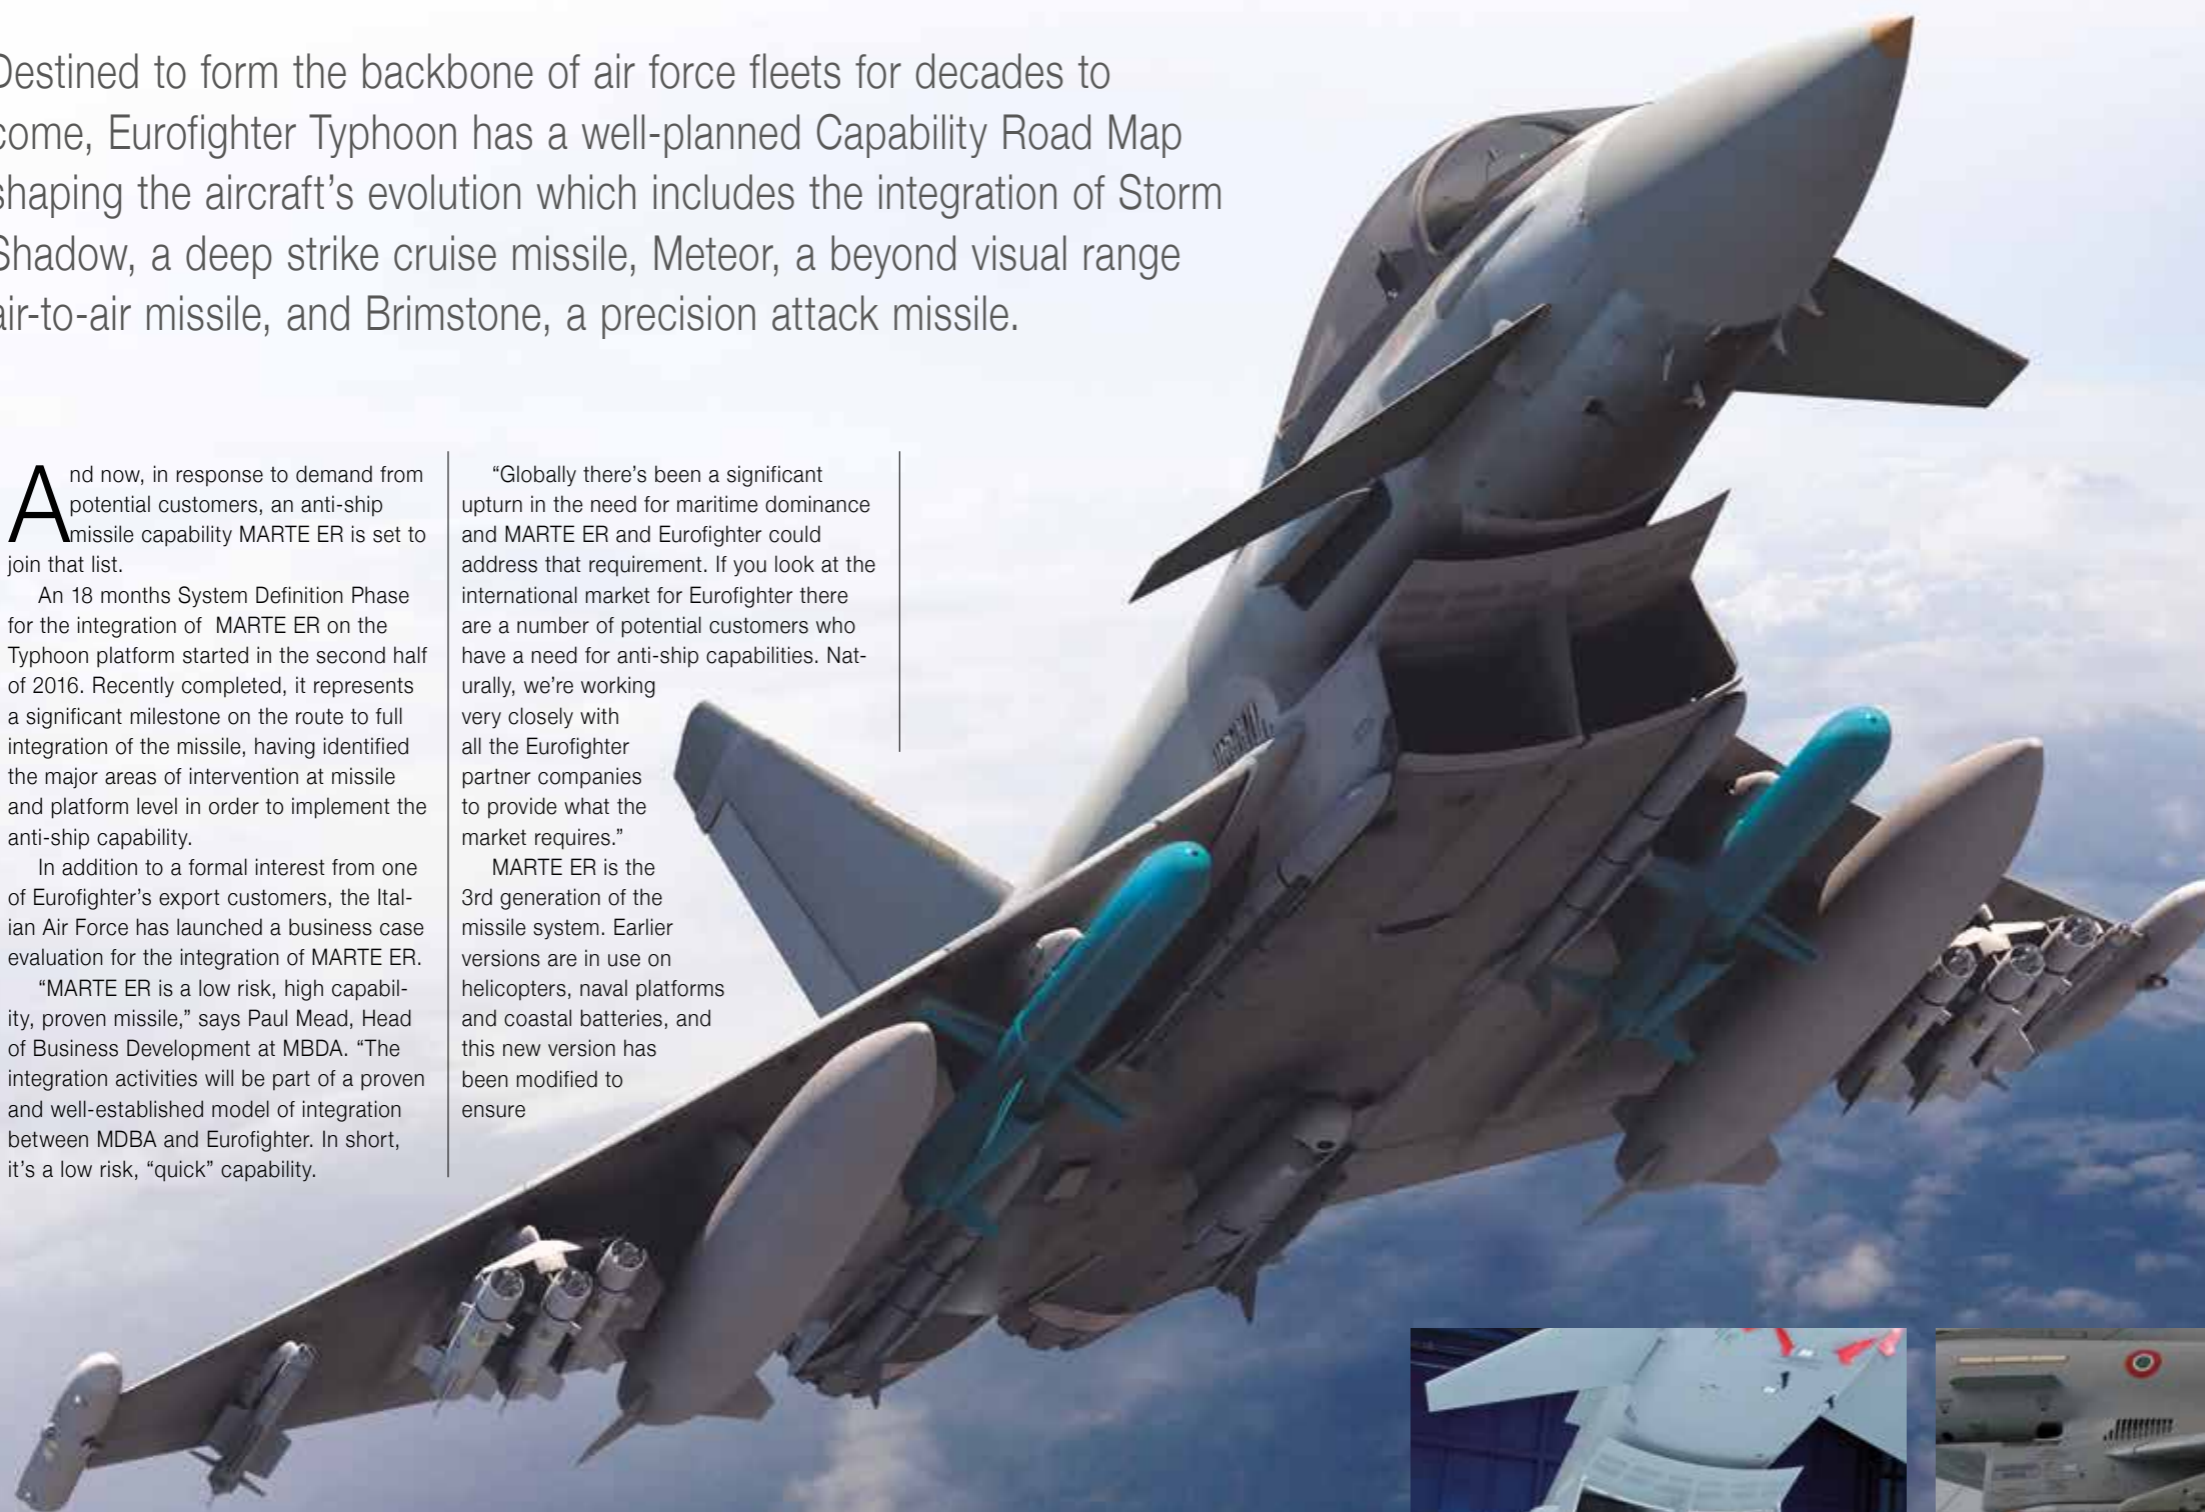 Destined to form the backbone of air force fleets for decades to
come, Eurofighter Typhoon has a well-planned Capability Road Map
shaping the aircraft's evolution which includes the integration of Storm
Shadow, a deep strike cruise missile, Meteor, a beyond visual range
air-to-air missile, and Brimstone, a precision attack missile.
And now, in response to demand from
potential customers, an anti-ship
missile capability MARTE ER is set to
join that list.
An 18 months System Definition Phase
for the integration of MARTE ER on the
Typhoon platform started in the second half
of 2016. Recently completed, it represents
a significant milestone on the route to full
integration of the missile, having identified
the major areas of intervention at missile
and platform level in order to implement the
anti-ship capability.
In addition to a formal interest from one
of Eurofighter's export customers, the Ital-
ian Air Force has launched a business case
evaluation for the integration of MARTE ER.
“MARTE ER is a low risk, high capabil-
ity, proven missile,” says Paul Mead, Head
of Business Development at MBDA. “The
integration activities will be part of a proven
and well-established model of integration
between MDBA and Eurofighter. In short,
it's a low risk, “quick” capability.
“Globally there's been a significant
upturn in the need for maritime dominance
and MARTE ER and Eurofighter could
address that requirement. If you look at the
international market for Eurofighter there
are a number of potential customers who
have a need for anti-ship capabilities. Nat-
urally, we're working
very closely with
all the Eurofighter
partner companies
to provide what the
market requires.”
MARTE ER is the
3rd generation of the
missile system. Earlier
versions are in use on
helicopters, naval platforms
and coastal batteries, and
this new version has
been modified to
ensure